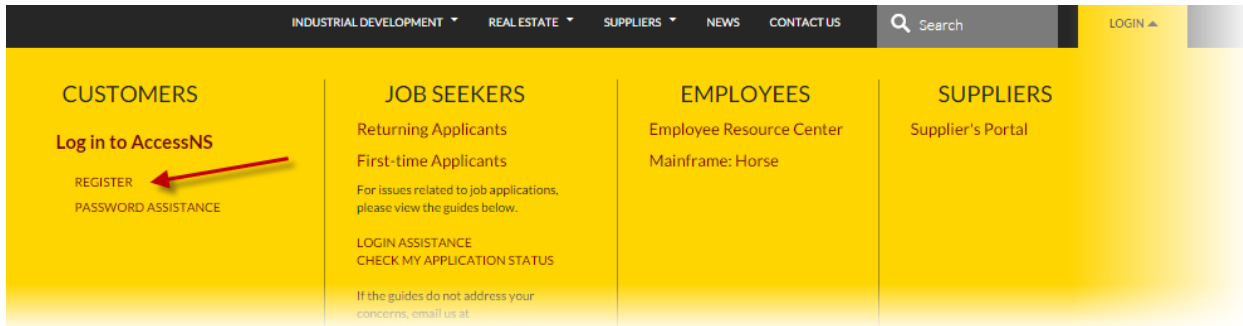 INDUSTRIAL DEVELOPMENT REAL ESTATE SUPPLIERS NEWS CONTACT US Search LOGIN
CUSTOMERS
Log in to AccessNS
REGISTER
PASSWORD ASSISTANCE
JOB SEEKERS
Returning Applicants
First-time Applicants
For issues related to job applications,
please view the guides below.
LOGIN ASSISTANCE
CHECK MY APPLICATION STATUS
If the guides do not address your
concerns, email us at
EMPLOYEES
Employee Resource Center
Mainframe: Horse
SUPPLIERS
Supplier's Portal